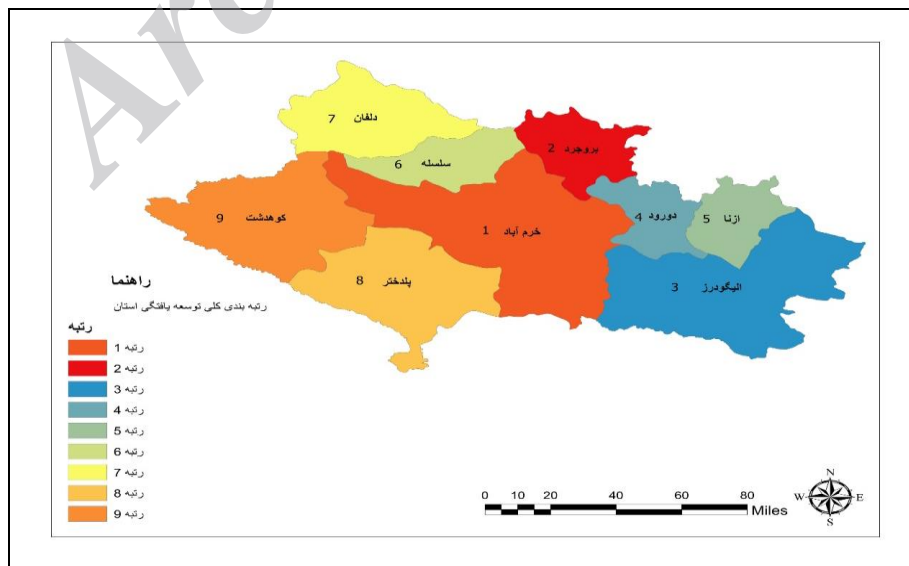 Arc
7 دلفان
2 بروجرد
6 سلسله
9 کوهدشت
1 خرم آباد
4 دورود
5 ازنا
8 پلدختر
3 الیگودرز
راهنما
رتبه بندی کلی توسعه یافتگی استان
رتبه
رتبه 1
رتبه 2
رتبه 3
رتبه 4
رتبه 5
رتبه 6
رتبه 7
رتبه 8
رتبه 9
0 5 10 20 40 60 80
Miles
N
W E
S